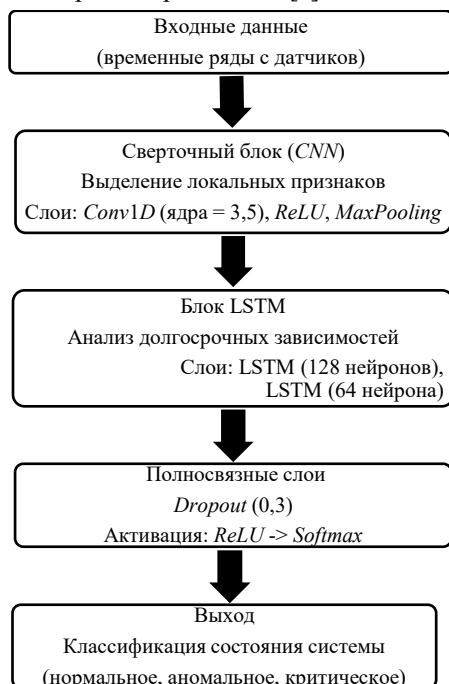 Входные данные
(временные ряды с датчиков)
Сверточный блок (CNN)
Выделение локальных признаков
Слои: Conv1D (ядра = 3,5), ReLU, MaxPooling
Блок LSTM
Анализ долгосрочных зависимостей
Слои: LSTM (128 нейронов),
LSTM (64 нейрона)
Полносвязные слои
Dropout (0,3)
Активация: ReLU -> Softmax
Выход
Классификация состояния системы
(нормальное, аномальное, критическое)